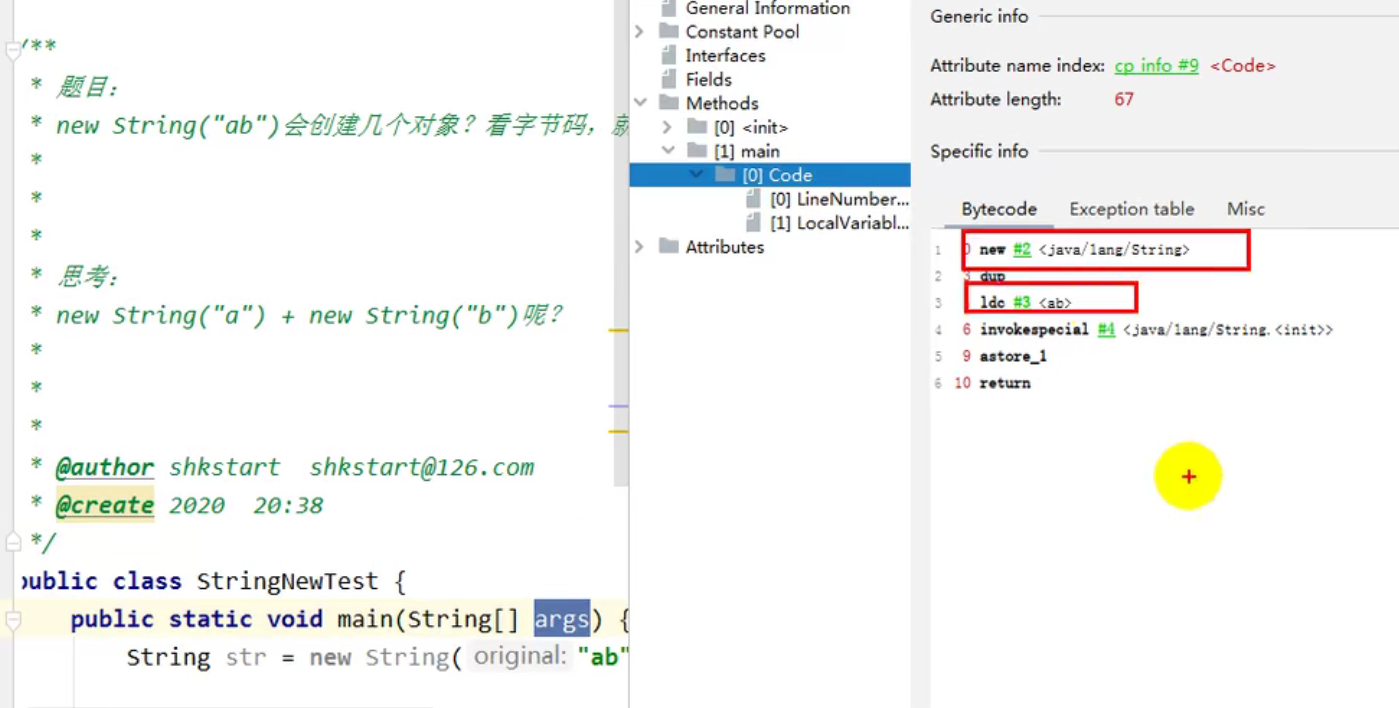 /**
* 题目：
* new String("ab")会创建几个对象？看字节码，
*
*
*
* 思考：
* new String("a") + new String("b")呢？
*
*
*
* @author shkstart shkstart@126.com
* @create 2020 20:38
*/
public class StringNewTest {
public static void main(String[] args) {
String str = new String( original: "ab"
General Information
Constant Pool
Interfaces
Fields
Methods
[0] <init>
[1] main
[0] Code
[0] LineNumber...
[1] LocalVariabl...
Attributes
Generic info
Attribute name index: cp info #9 <Code>
Attribute length: 67
Specific info
Bytecode Exception table Misc
1 0 new #2 <java/lang/String>
2 3 dup
3 ldc #3 <ab>
4 6 invokespecial #4 <java/lang/String.<init>>
5 9 astore_1
6 10 return